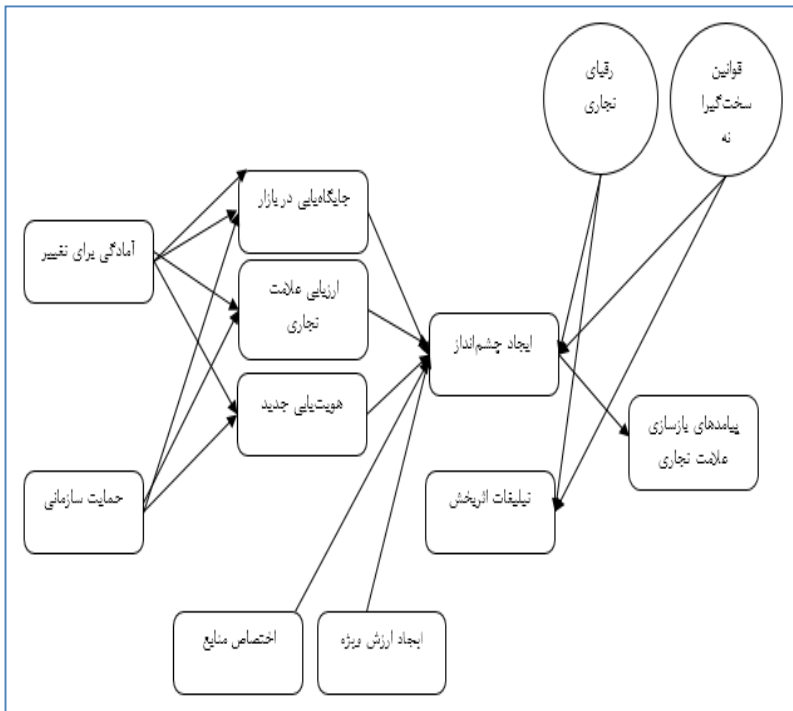 قوانین
سخت‌گیرا
نه
رقبای
تجاری
جایگاه‌یابی در بازار
آمادگی برای تغییر
ارزیابی علامت
تجاری
ایجاد چشم‌انداز
هویت‌یابی جدید
پیامدهای بازسازی
علامت تجاری
حمایت سازمانی
تبلیغات اثربخش
ایجاد ارزش ویژه
اختصاص منابع